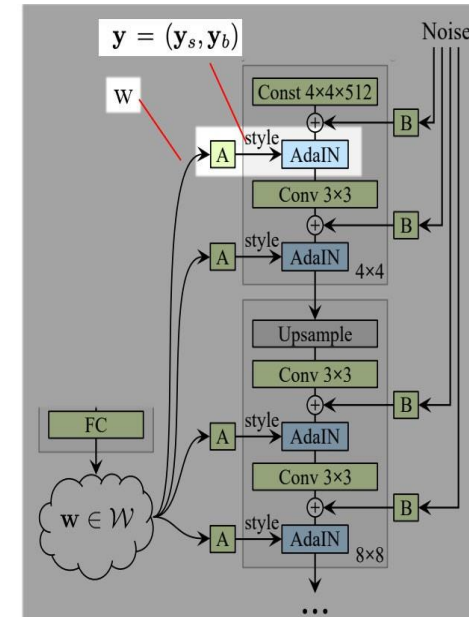 y = (y_s, y_b)
Noise
W
Const 4×4×512
+
B
A
style
AdaIN
Conv 3×3
+
B
A
style
AdaIN
4×4
Upsample
Conv 3×3
+
B
FC
A
style
AdaIN
Conv 3×3
+
B
w ∈ 𝒲
A
style
AdaIN
8×8
...